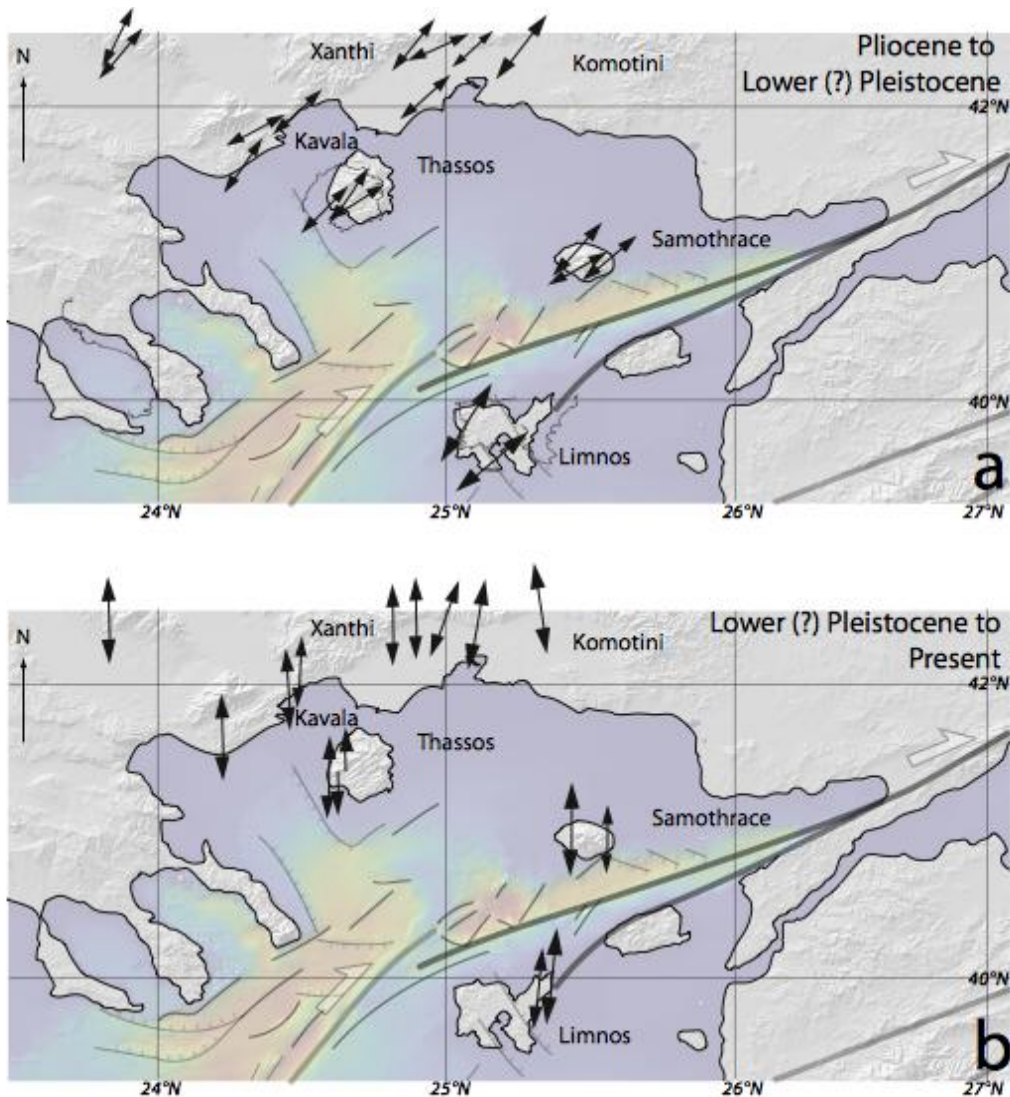 Pliocene to
Lower (?) Pleistocene
N
Xanthi
Komotini
42°N
Kavala
Thassos
Samothrace
40°N
Limnos
a
24°N
25°N
26°N
27°N
Lower (?) Pleistocene to
Present
N
Xanthi
Komotini
42°N
Kavala
Thassos
Samothrace
40°N
Limnos
b
24°N
25°N
26°N
27°N